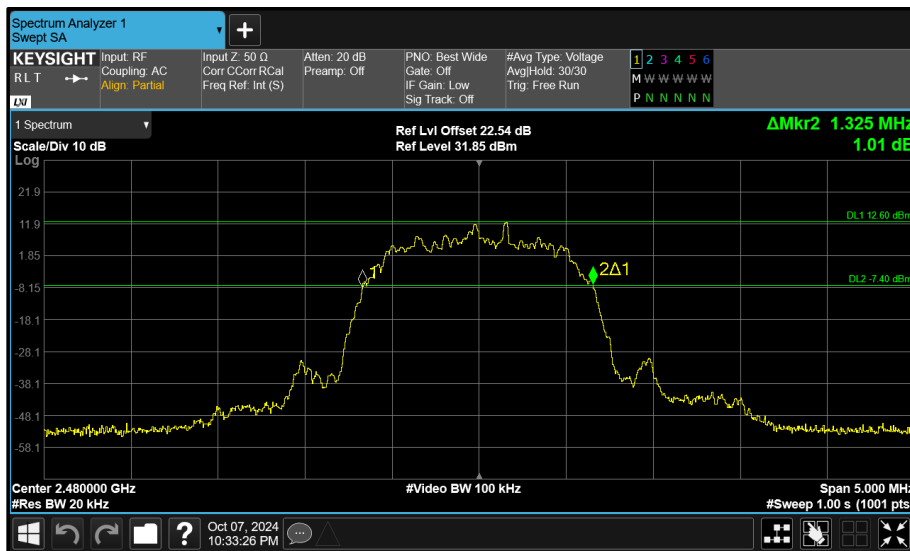 Spectrum Analyzer 1
Swept SA
+
KEYSIGHT
R L T
LXI
Input: RF
Coupling: AC
Align: Partial
Input Z: 50 Ω
Corr CCorr RCal
Freq Ref: Int (S)
Atten: 20 dB
Preamp: Off
PNO: Best Wide
Gate: Off
IF Gain: Low
Sig Track: Off
#Avg Type: Voltage
Avg|Hold: 30/30
Trig: Free Run
1 2 3 4 5 6
M W W W W W
P N N N N N
1 Spectrum
Scale/Div 10 dB
Log
Ref Lvl Offset 22.54 dB
Ref Level 31.85 dBm
ΔMkr2 1.325 MHz
1.01 dB
21.9
11.9
DL1 12.60 dBm
1.85
1
2Δ1
-8.15
DL2 -7.40 dBm
-18.1
-28.1
-38.1
-48.1
-58.1
Center 2.480000 GHz
#Video BW 100 kHz
Span 5.000 MHz
#Res BW 20 kHz
#Sweep 1.00 s (1001 pts
?
Oct 07, 2024
10:33:26 PM